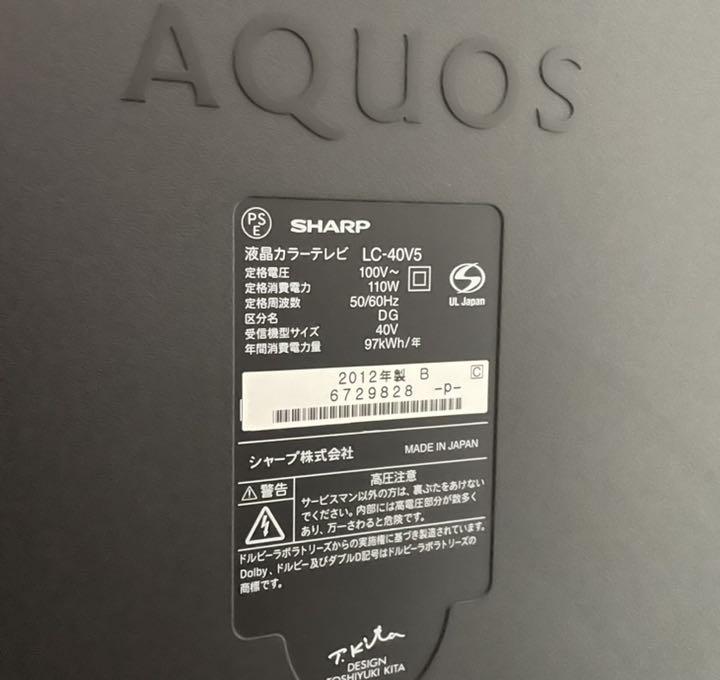 AQUOS
PS
E
SHARP
液晶カラーテレビ LC-40V5
定格電圧 100V～
定格消費電力 110W
定格周波数 50/60Hz
区分名 DG
受信機型サイズ 40V
年間消費電力量 97kWh/年
UL Japan
2012年製 B C
6729828 -p-
シャープ株式会社 MADE IN JAPAN
警告
高圧注意
サービスマン以外の方は、裏ぶたをあけない
でください。内部には高電圧部分が数多く
あり、万一さわると危険です。
ドルビーラボラトリーズからの実施権に基づき製造されています。
Dolby、ドルビー及びダブルD記号はドルビーラボラトリーズの
商標です。
T.Kita
DESIGN
TOSHIYUKI KITA